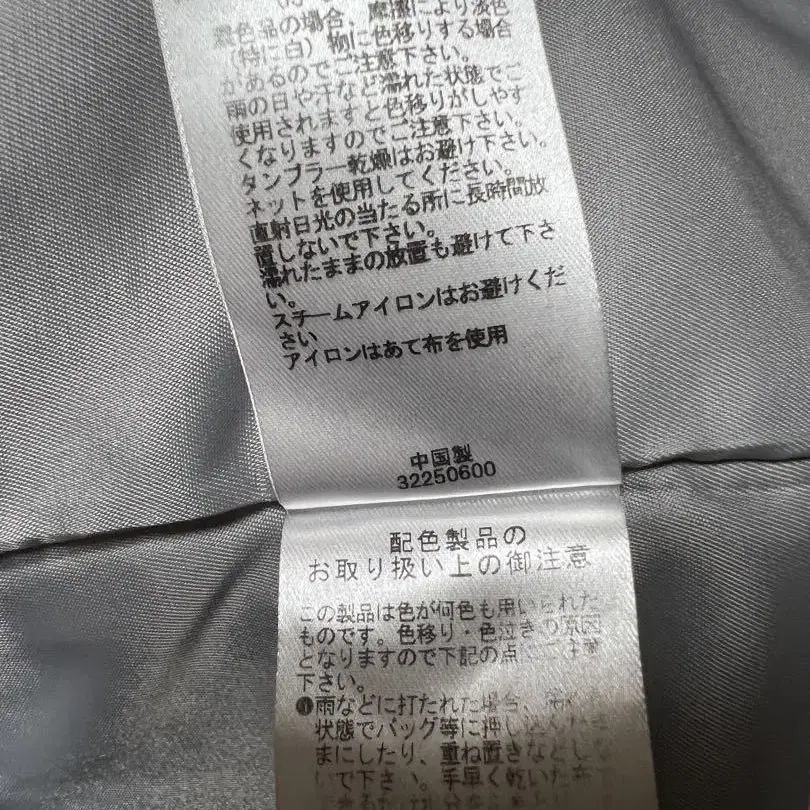 濃色品の場合、摩擦により淡色
(特に白)物に色移りする場合
があるのでご注意下さい。
雨の日や汗など濡れた状態でご
使用されますと色移りがしやす
くなりますのでご注意下さい。
タンブラー乾燥はお避け下さい。
ネットを使用してください。
直射日光の当たる所に長時間放
置しないで下さい。
濡れたままの放置も避けて下さ
い。
スチームアイロンはお避けくだ
さい
アイロンはあて布を使用
中国製
32250600
配色製品の
お取り扱い上の御注意
この製品は色が何色も用いられた
ものです。色移り・色泣きの原因
となりますので下記の点にご注意
下さい。
❶雨などに打たれた場合、
状態でバッグ等に押し込んだ
まにしたり、重ね置きなどし
いで下さい。手早く乾いた布